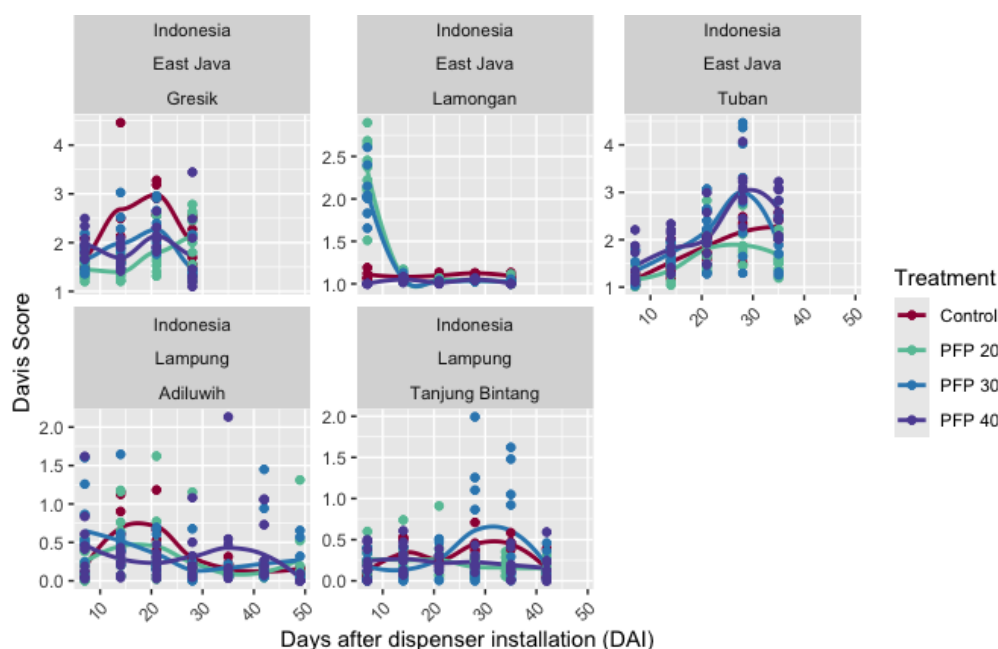 Indonesia
East Java
Gresik
Indonesia
East Java
Lamongan
Indonesia
East Java
Tuban
4
3
2
1
2.5
2.0
1.5
1.0
4
3
2
1
10
20
30
40
50
Indonesia
Lampung
Adiluwih
Indonesia
Lampung
Tanjung Bintang
2.0
1.5
1.0
0.5
0.0
2.0
1.5
1.0
0.5
0.0
10
20
30
40
50
10
20
30
40
50
Davis Score
Days after dispenser installation (DAI)
Treatment
Control
PFP 20
PFP 30
PFP 40